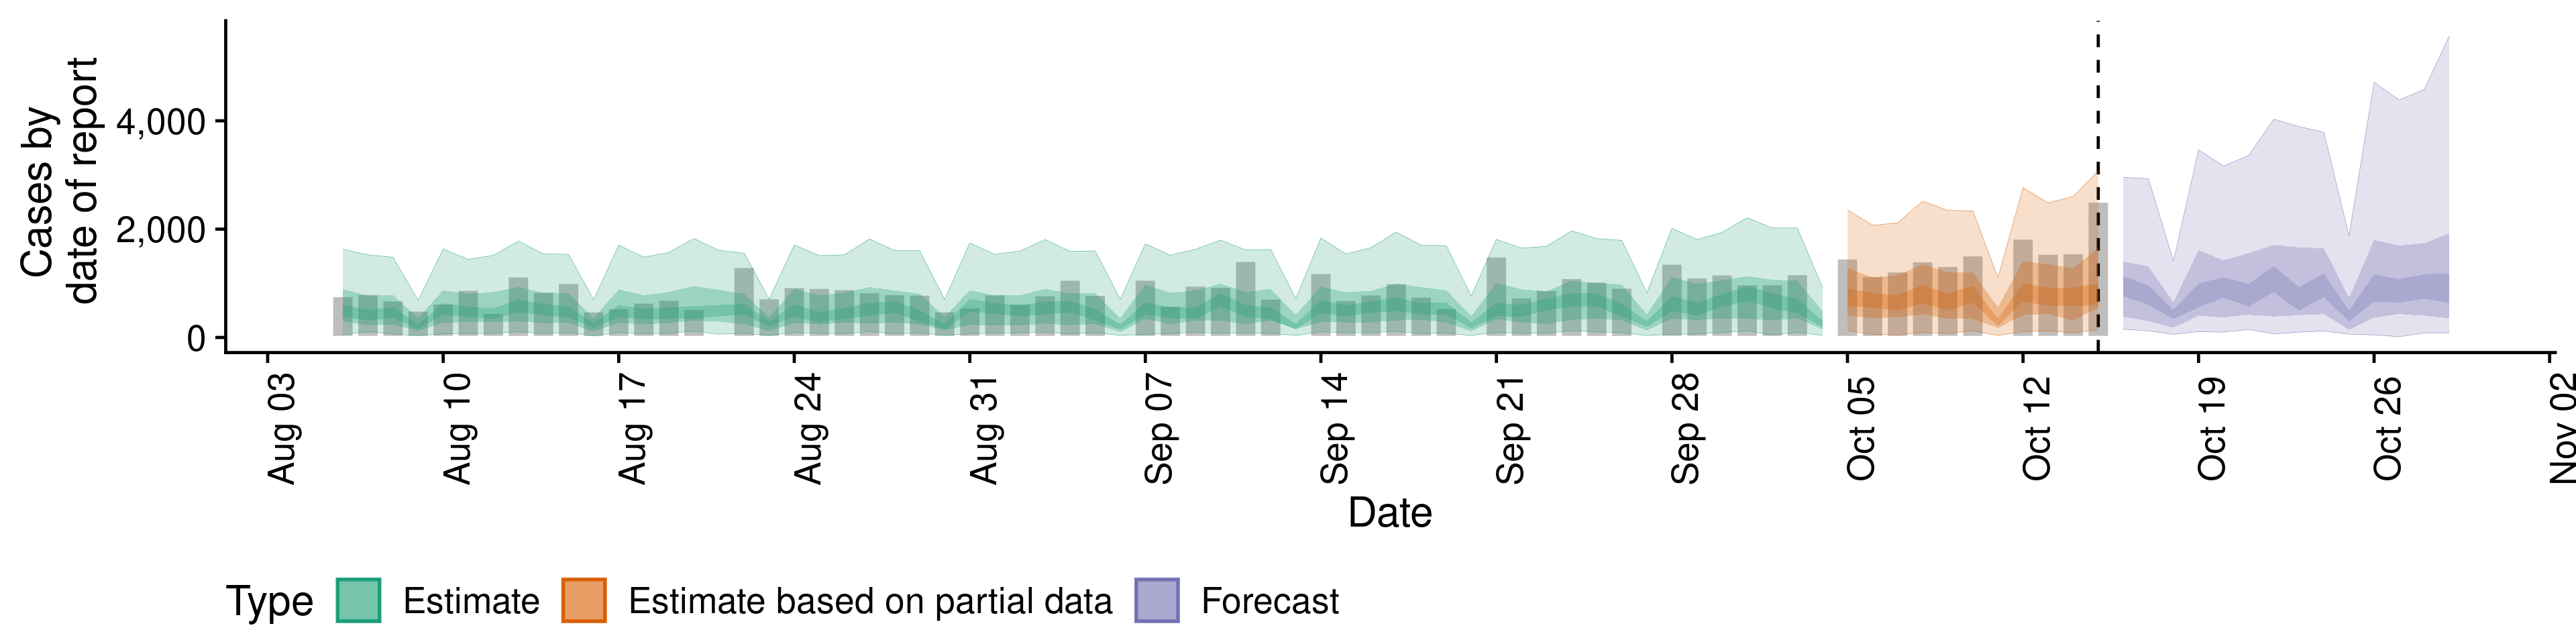 Cases by
date of report
4,000
2,000
0
Aug 03
Aug 10
Aug 17
Aug 24
Aug 31
Sep 07
Sep 14
Sep 21
Sep 28
Oct 05
Oct 12
Oct 19
Oct 26
Nov 02
Date
Type Estimate Estimate based on partial data Forecast